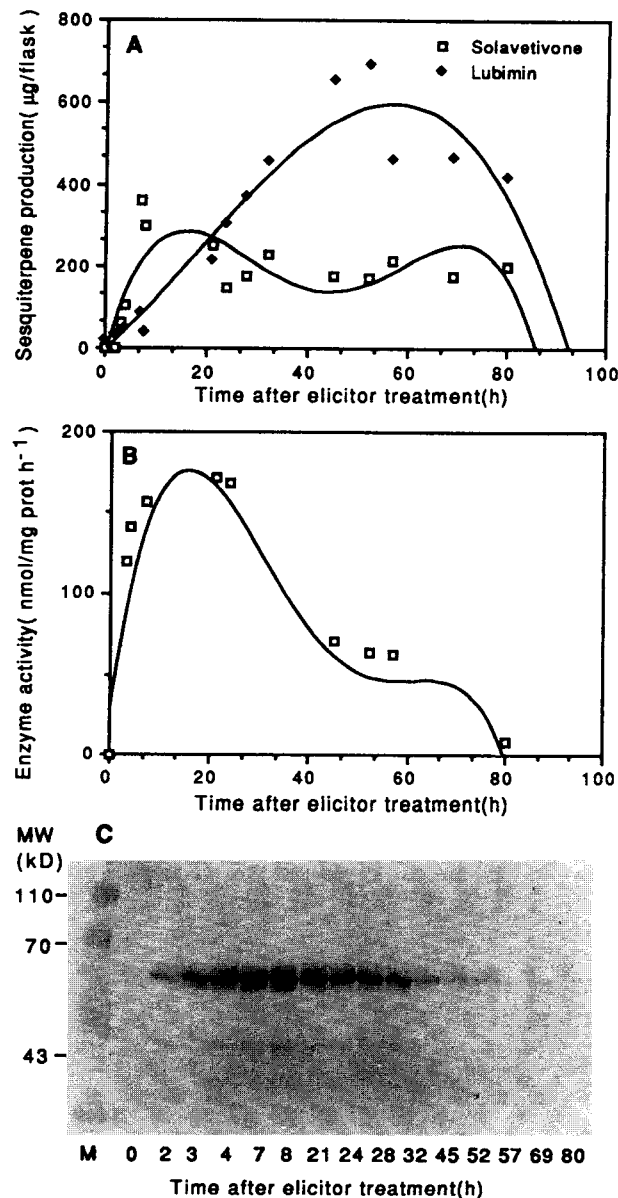 A
Solavetivone
Lubimin
Sesquiterpene production( µg/flask )
800
600
400
200
0
0 20 40 60 80 100
Time after elicitor treatment(h)
B
Enzyme activity( nmol/mg prot h⁻¹ )
200
100
0
0 20 40 60 80 100
Time after elicitor treatment(h)
C
MW
(kD)
110
70
43
M 0 2 3 4 7 8 21 24 28 32 45 52 57 69 80
Time after elicitor treatment(h)